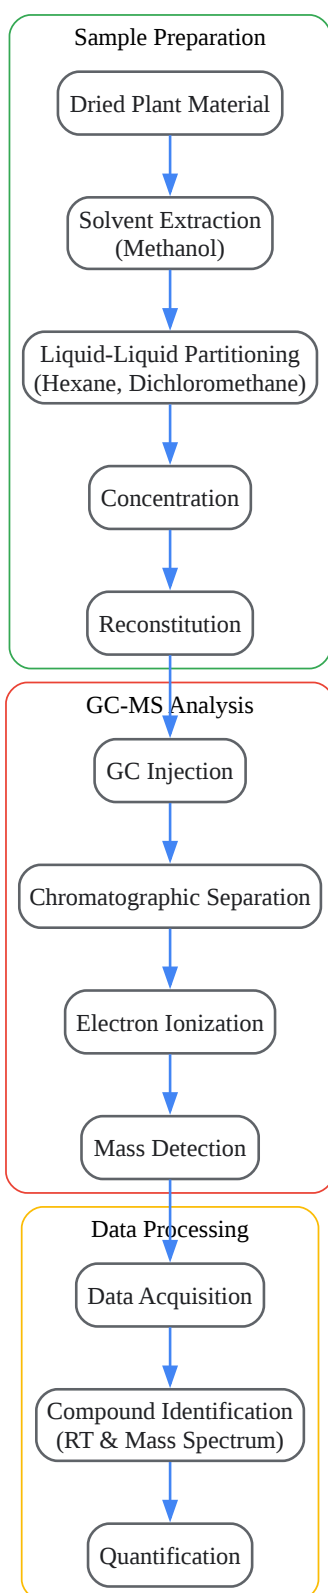 Sample Preparation
Dried Plant Material
Solvent Extraction
(Methanol)
Liquid-Liquid Partitioning
(Hexane, Dichloromethane)
Concentration
Reconstitution
GC-MS Analysis
GC Injection
Chromatographic Separation
Electron Ionization
Mass Detection
Data Processing
Data Acquisition
Compound Identification
(RT & Mass Spectrum)
Quantification